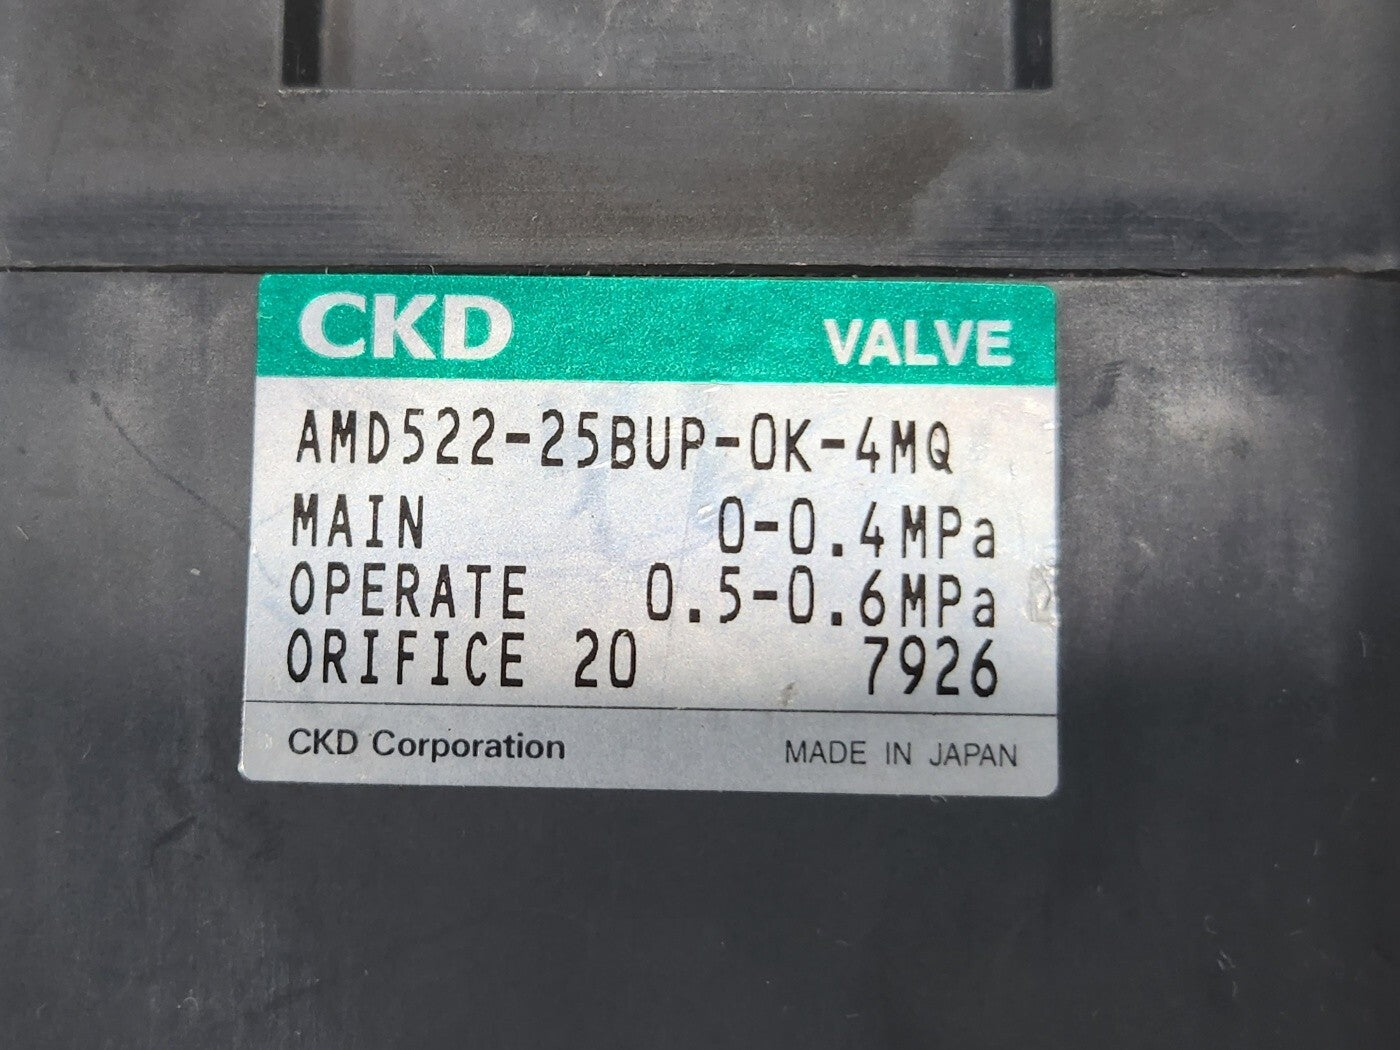 CKD VALVE
AMD522-25BUP-0K-4MQ
MAIN 0-0.4MPa
OPERATE 0.5-0.6MPa
ORIFICE 20 7926
CKD Corporation MADE IN JAPAN